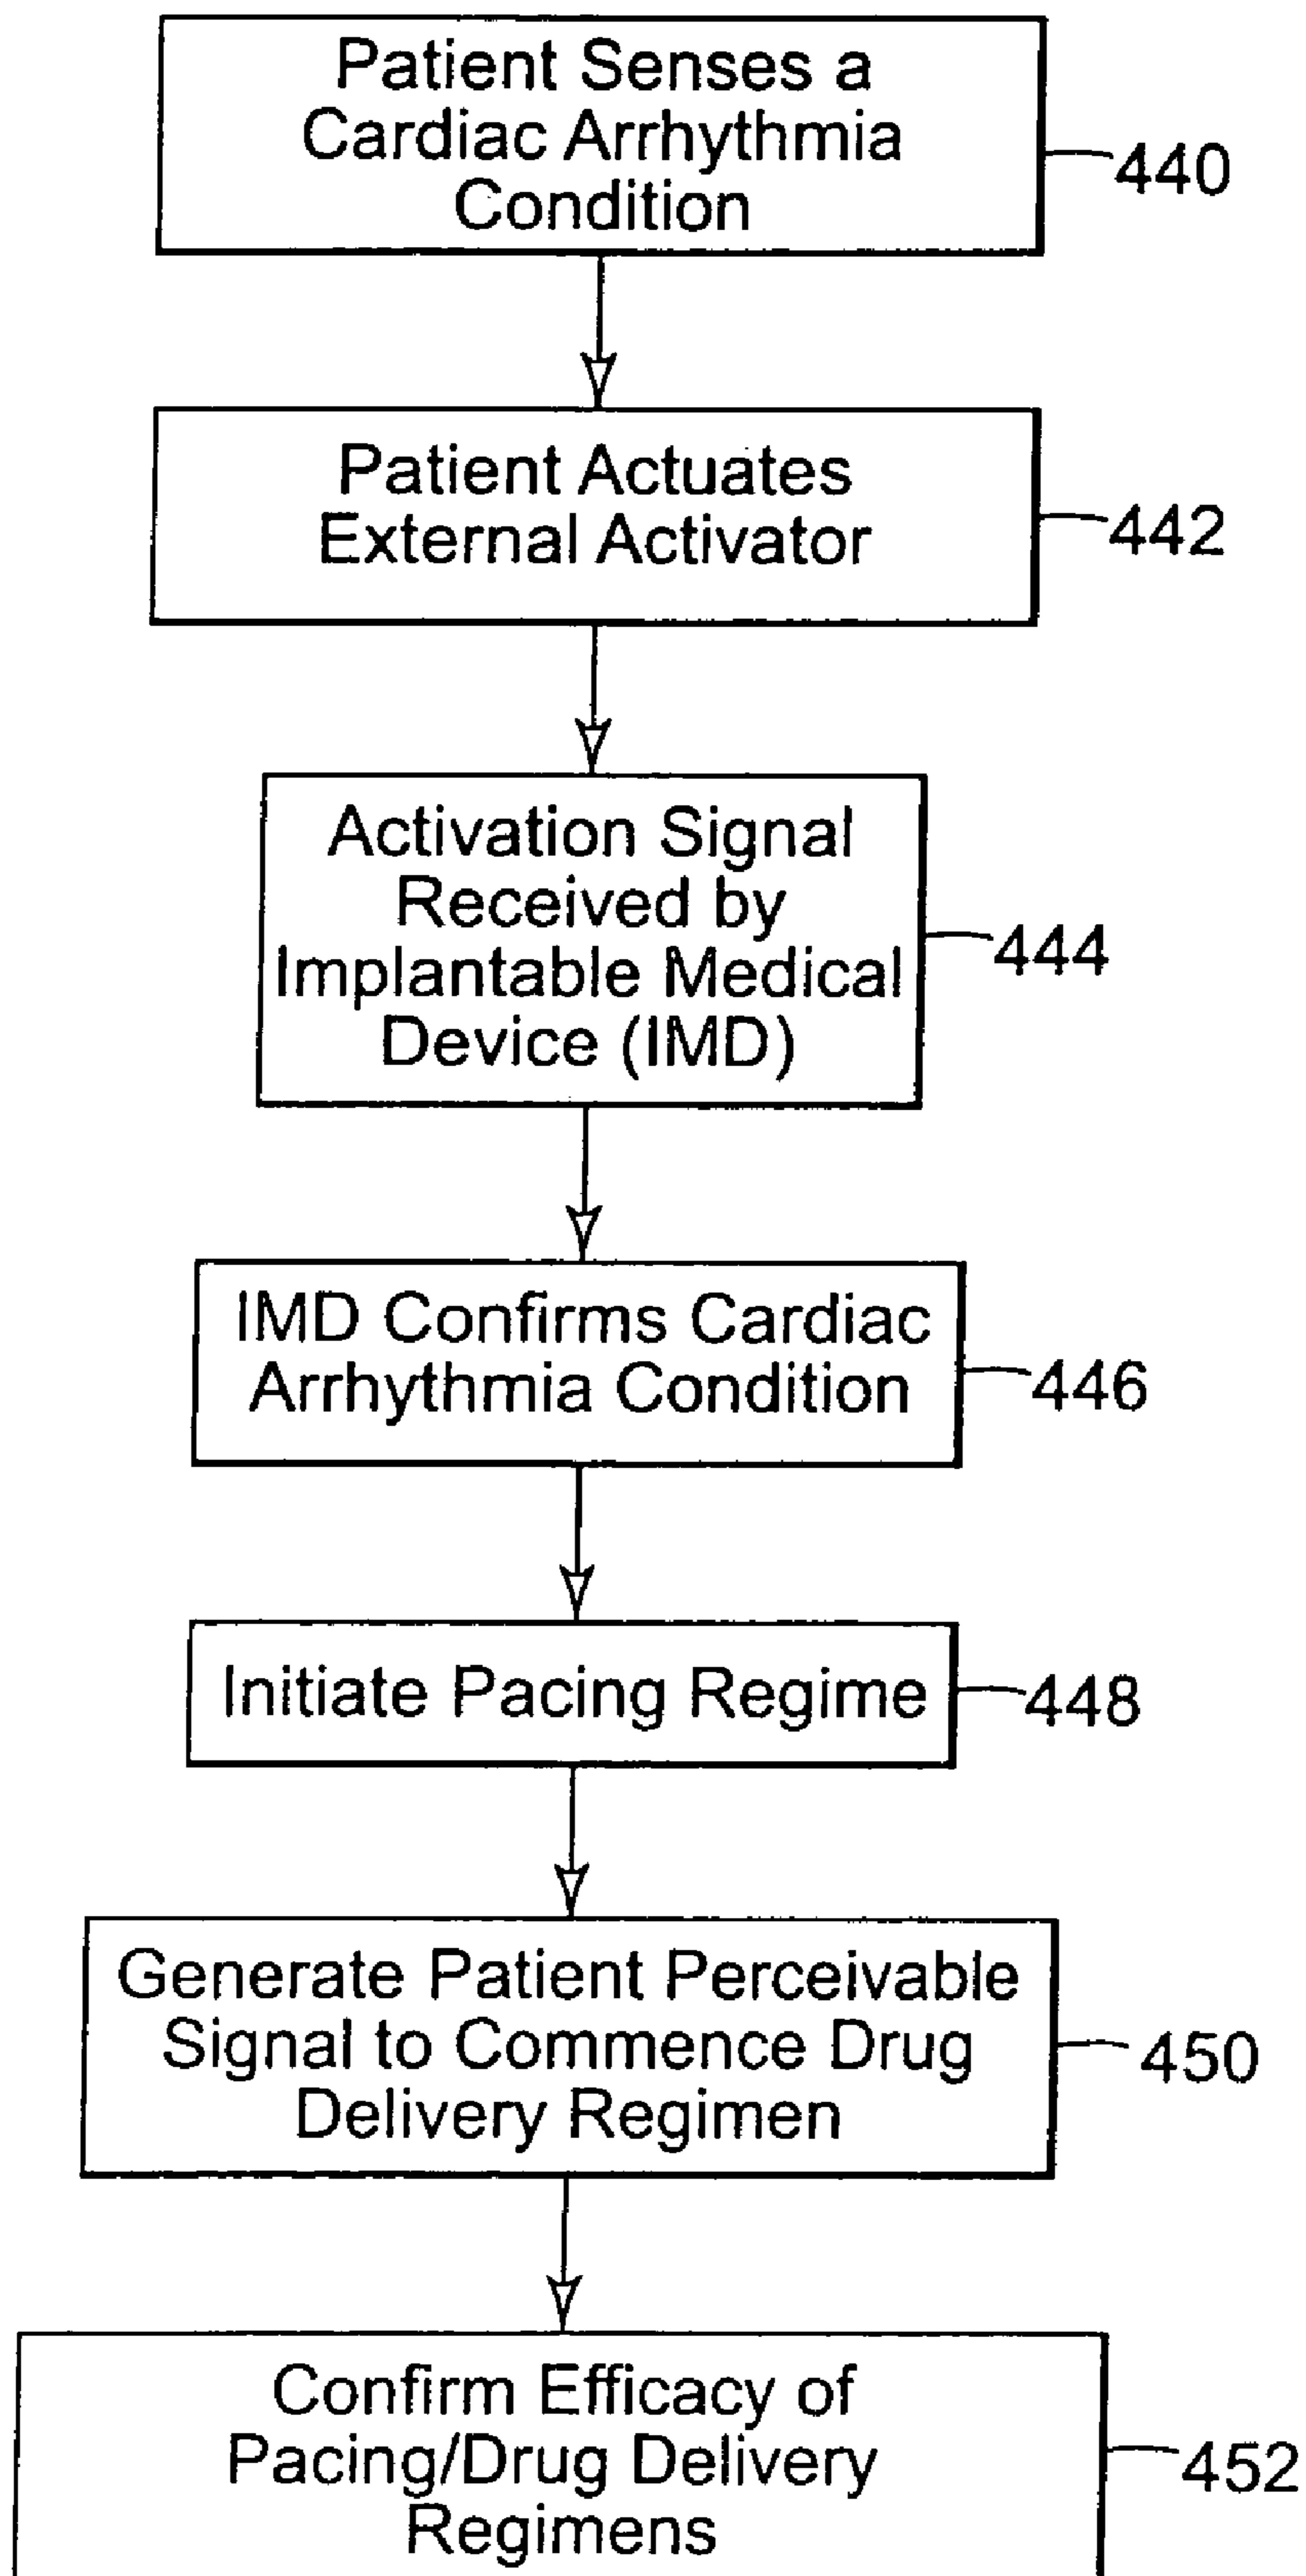 Patient Senses a
Cardiac Arrhythmia
Condition
440
Patient Actuates
External Activator
442
Activation Signal
Received by
Implantable Medical
Device (IMD)
444
IMD Confirms Cardiac
Arrhythmia Condition
446
Initiate Pacing Regime
448
Generate Patient Perceivable
Signal to Commence Drug
Delivery Regimen
450
Confirm Efficacy of
Pacing/Drug Delivery
Regimens
452